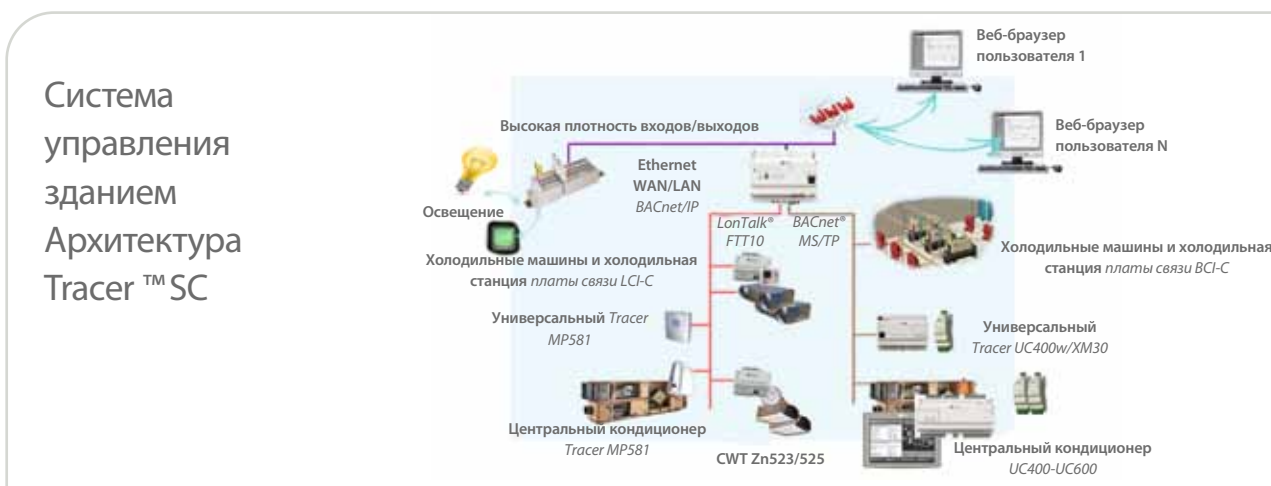 Система
управления
зданием
Архитектура
Tracer ™ SC
Веб-браузер
пользователя 1
Высокая плотность входов/выходов
Веб-браузер
пользователя N
Ethernet
WAN/LAN
BACnet/IP
Освещение
LonTalk®
FTT10
BACnet®
MS/TP
Холодильные машины и холодильная
станция платы связи LCI-C
Холодильные машины и холодильная
станция платы связи BCI-C
Универсальный Tracer
MP581
Универсальный
Tracer UC400w/XM30
Центральный кондиционер
Tracer MP581
CWT Zn523/525
Центральный кондиционер
UC400-UC600